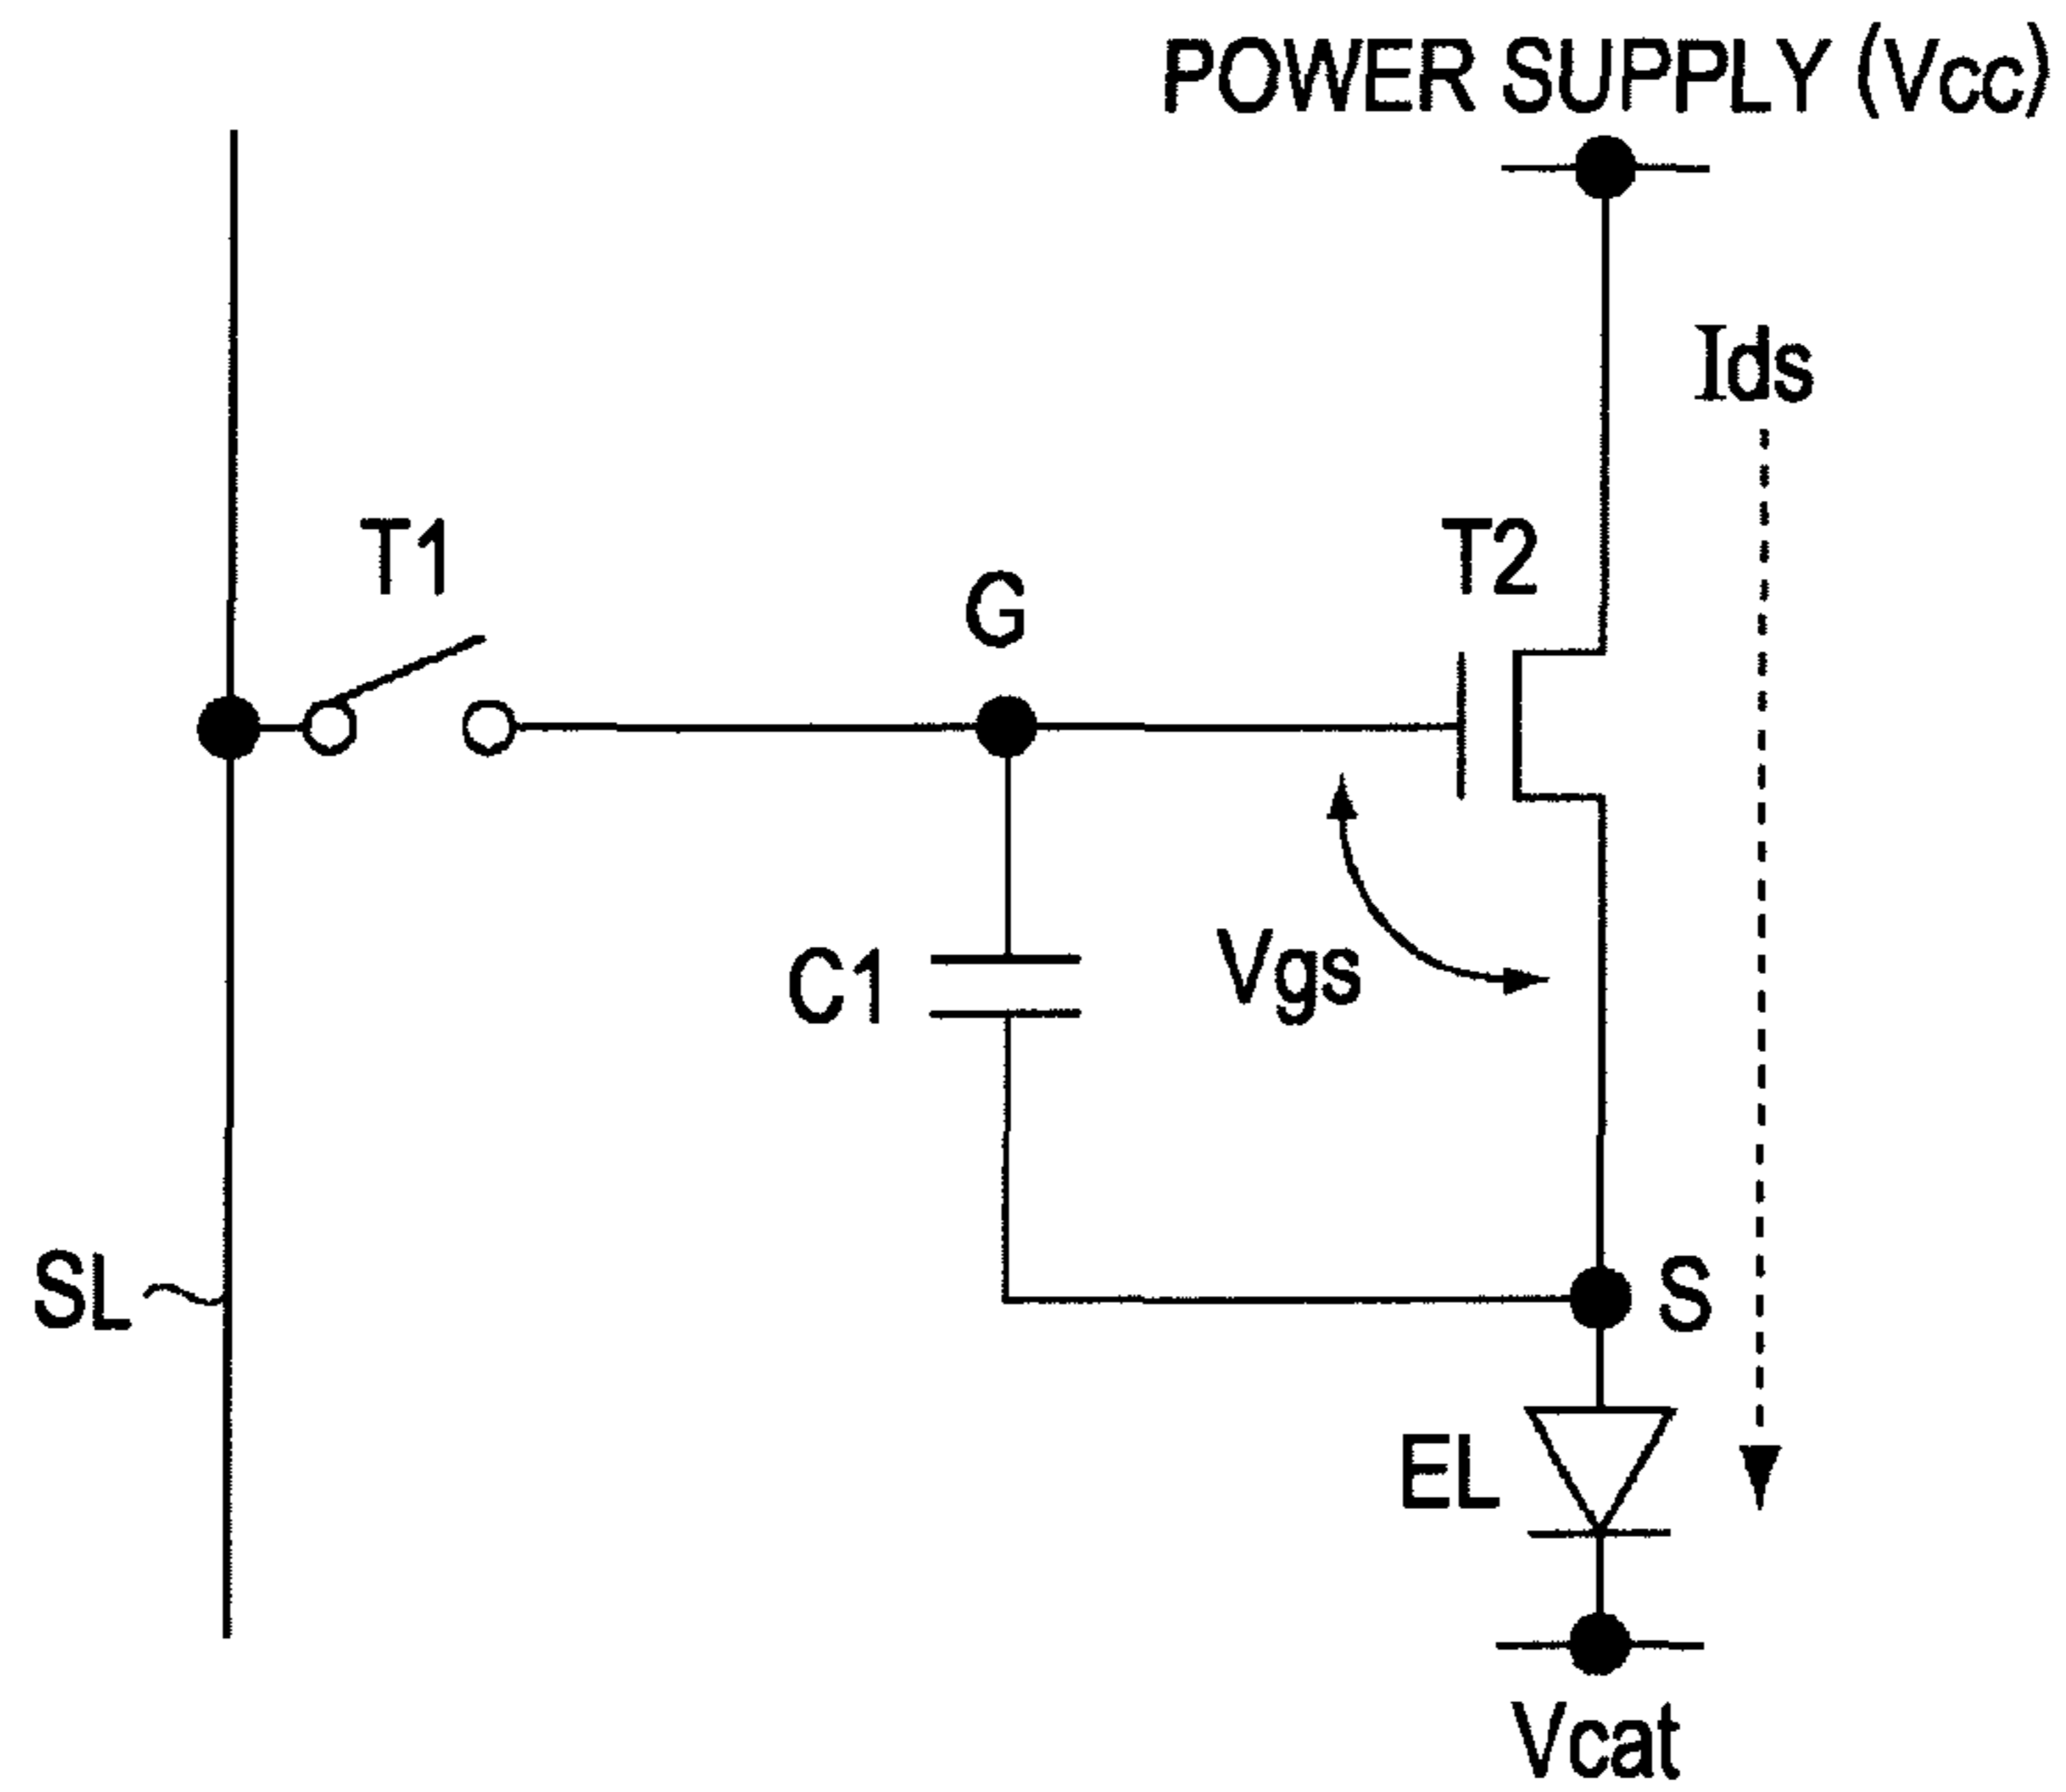 POWER SUPPLY (Vcc)
Ids
T1
G
T2
C1
Vgs
SL
S
EL
Vcat